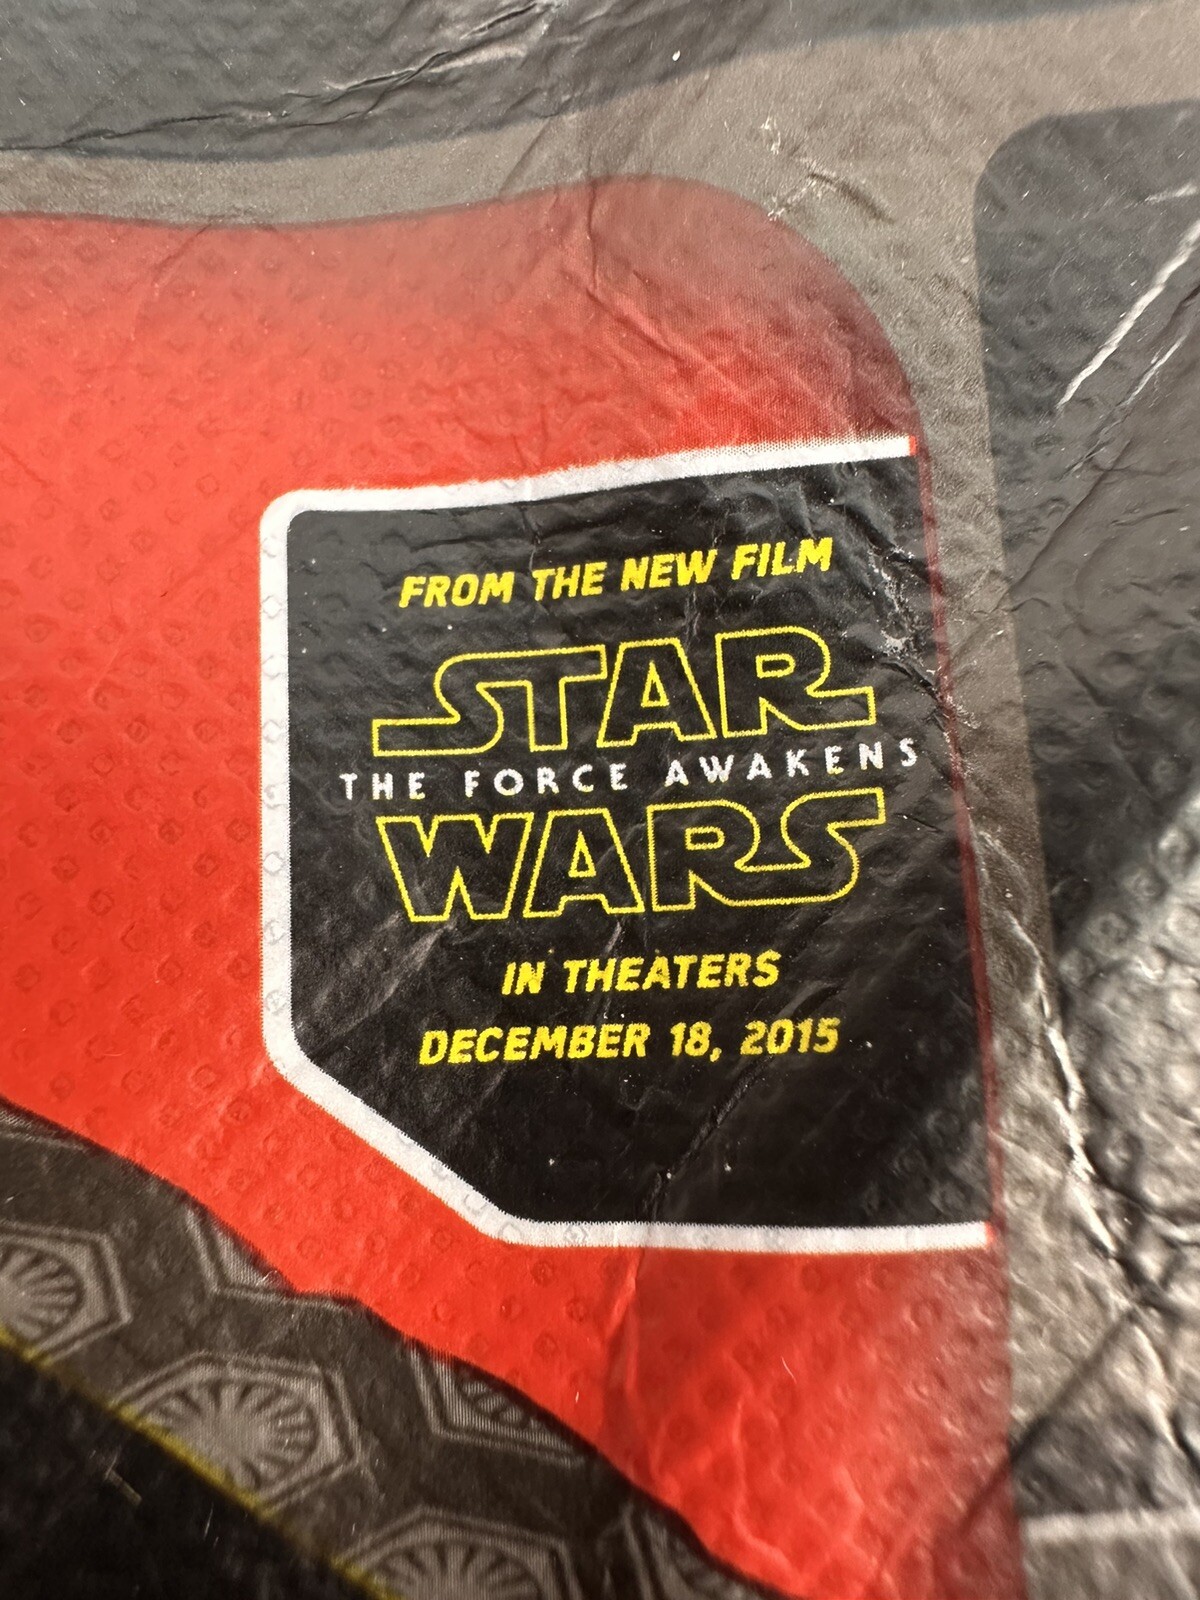 FROM THE NEW FILM
STAR
THE FORCE AWAKENS
WARS
IN THEATERS
DECEMBER 18, 2015